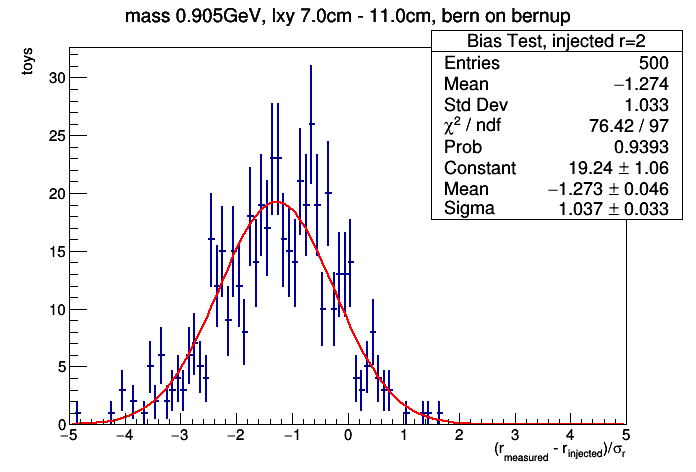 mass 0.905GeV, lxy 7.0cm - 11.0cm, bern on bernup
Bias Test, injected r=2
Entries 500
Mean −1.274
Std Dev 1.033
χ² / ndf 76.42 / 97
Prob 0.9393
Constant 19.24 ± 1.06
Mean −1.273 ± 0.046
Sigma 1.037 ± 0.033
toys
30
25
20
15
10
5
0
−5 −4 −3 −2 −1 0 1 2 3 4 5
(r_measured - r_injected)/σ_r